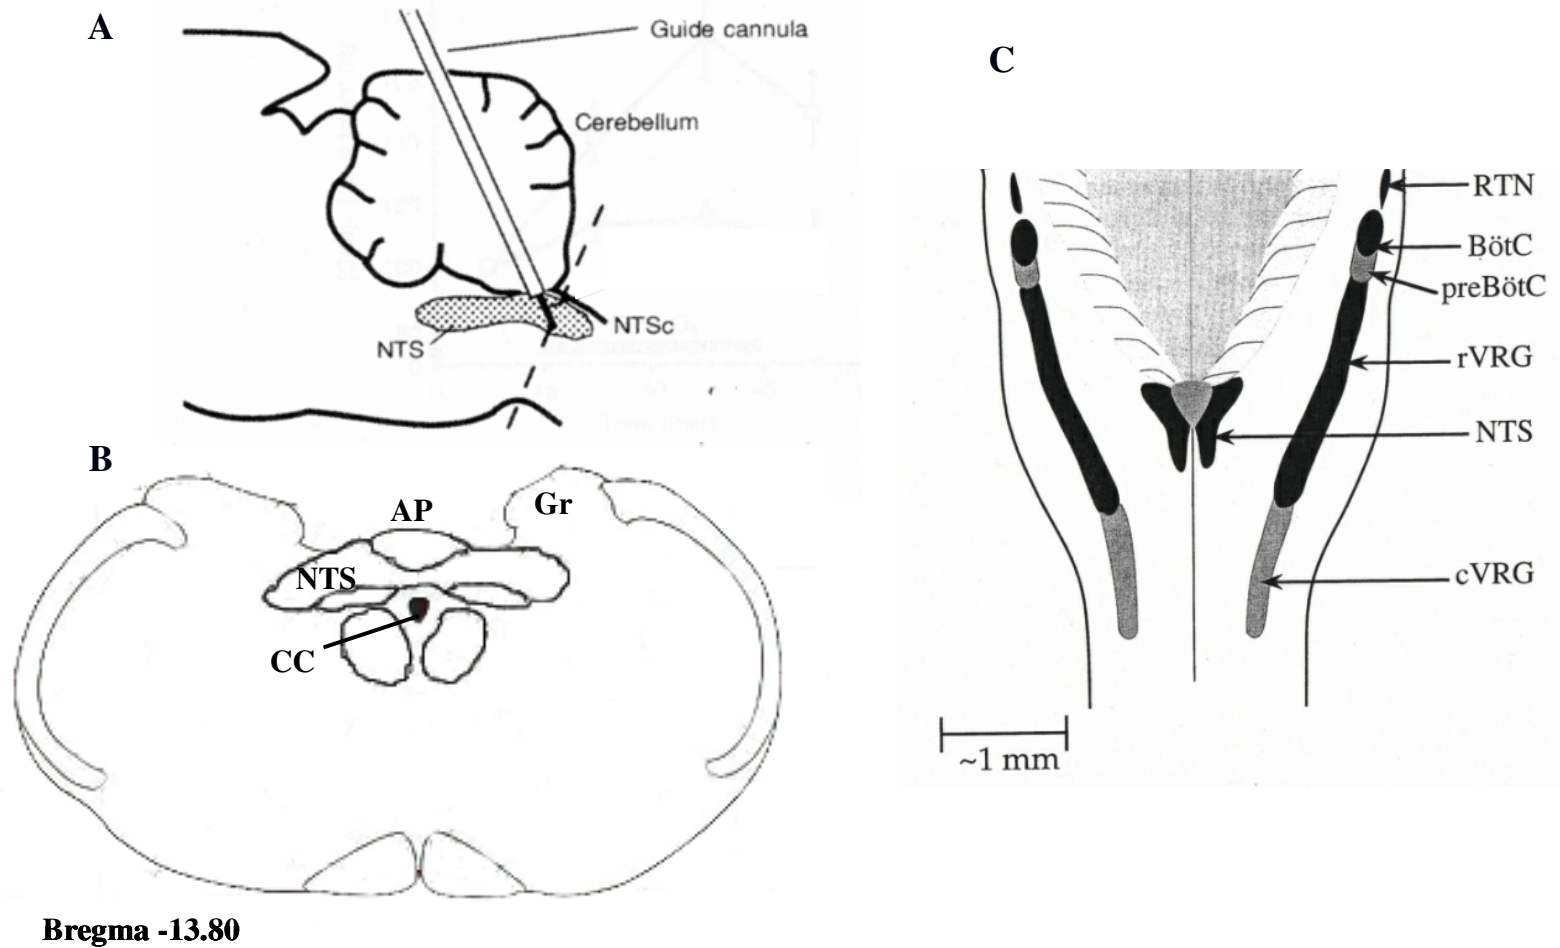 A
Guide cannula
Cerebellum
NTSc
NTS
B
AP
Gr
NTS
CC
Bregma -13.80
C
RTN
BötC
preBötC
rVRG
NTS
cVRG
~1 mm